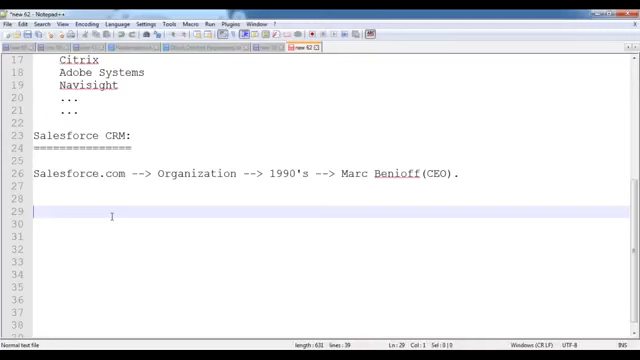 *new 62 - Notepad++
File Edit Search View Encoding Language Settings Tools Macro Run Plugins Window ?
new 62
17 Citrix
18 Adobe Systems
19 Navisight
20 ...
21 ...
22
23 Salesforce CRM:
24 ===============
25
26 Salesforce.com --> Organization --> 1990's --> Marc Benioff(CEO).
27
28
29
30
31
32
33
34
35
36
37
38
Normal text file length : 631 lines : 39 Ln : 29 Col : 1 Sel : 0 | 0 Windows (CR LF) UTF-8 INS